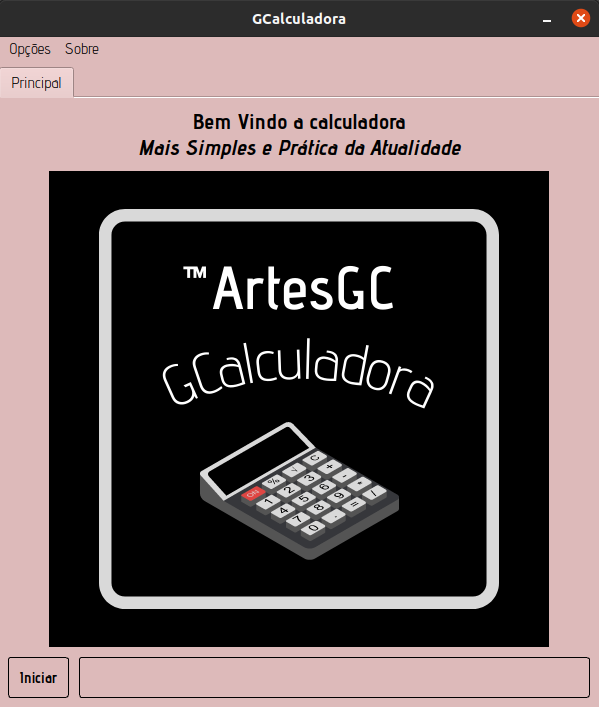 GCalculadora
Opções Sobre
Principal
Bem Vindo a calculadora
Mais Simples e Prática da Atualidade
™ArtesGC
GCalculadora
ON % √ C
1 2 3 +
4 5 6 -
7 8 9 *
0 . = /
Iniciar